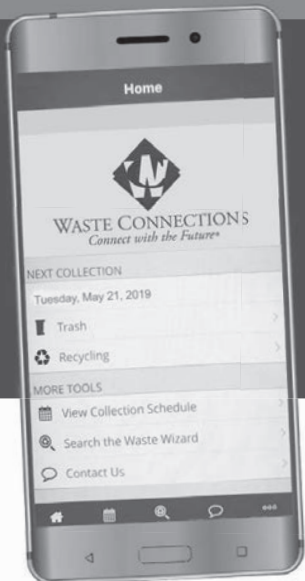 Home
WASTE CONNECTIONS
Connect with the Future®
NEXT COLLECTION
Tuesday, May 21, 2019
Trash
Recycling
MORE TOOLS
View Collection Schedule
Search the Waste Wizard
Contact Us